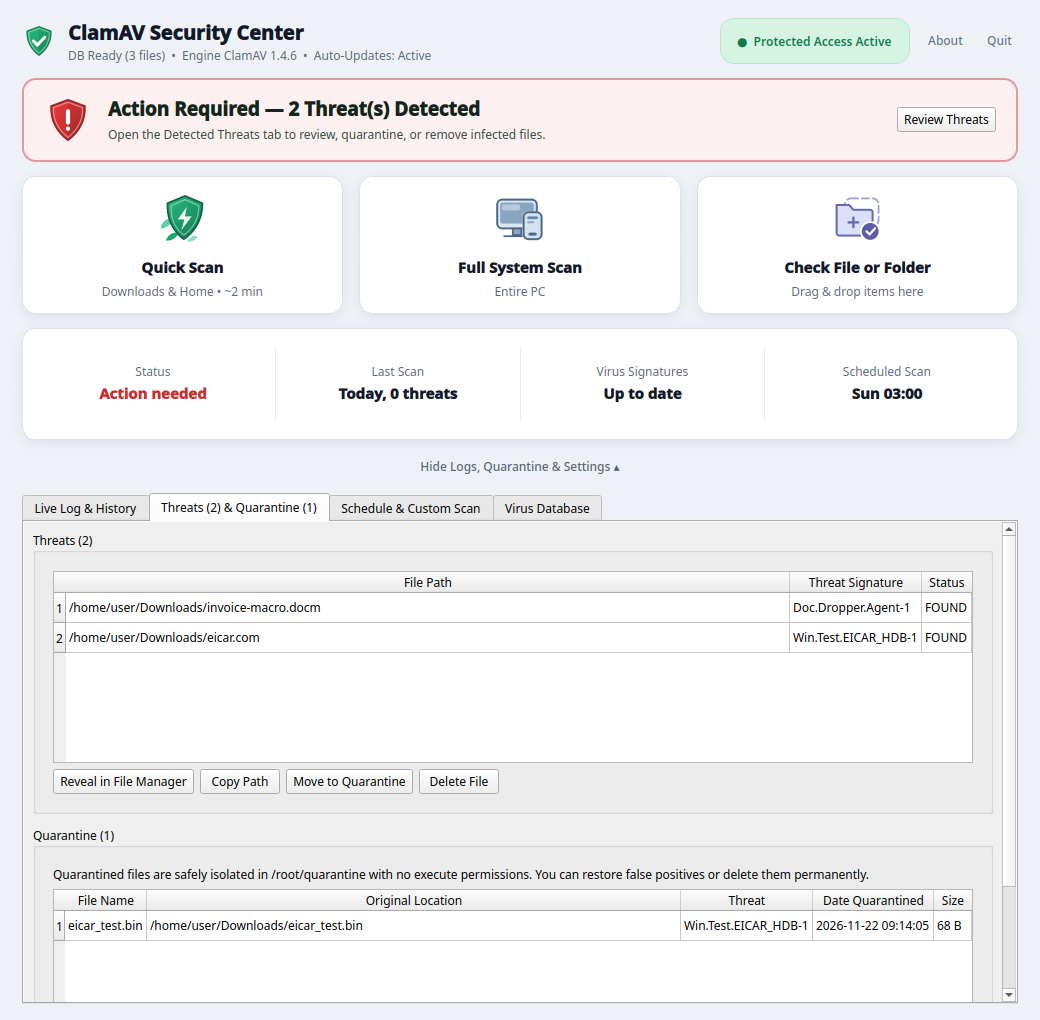 ClamAV Security Center
DB Ready (3 files) • Engine ClamAV 1.4.6 • Auto-Updates: Active
● Protected Access Active
About
Quit
Action Required — 2 Threat(s) Detected
Open the Detected Threats tab to review, quarantine, or remove infected files.
Review Threats
Quick Scan
Downloads & Home • ~2 min
Full System Scan
Entire PC
Check File or Folder
Drag & drop items here
Status
Action needed
Last Scan
Today, 0 threats
Virus Signatures
Up to date
Scheduled Scan
Sun 03:00
Hide Logs, Quarantine & Settings ▴
Live Log & History
Threats (2) & Quarantine (1)
Schedule & Custom Scan
Virus Database
Threats (2)
File Path Threat Signature Status
1 /home/user/Downloads/invoice-macro.docm Doc.Dropper.Agent-1 FOUND
2 /home/user/Downloads/eicar.com Win.Test.EICAR_HDB-1 FOUND
Reveal in File Manager
Copy Path
Move to Quarantine
Delete File
Quarantine (1)
Quarantined files are safely isolated in /root/quarantine with no execute permissions. You can restore false positives or delete them permanently.
File Name Original Location Threat Date Quarantined Size
1 eicar_test.bin /home/user/Downloads/eicar_test.bin Win.Test.EICAR_HDB-1 2026-11-22 09:14:05 68 B